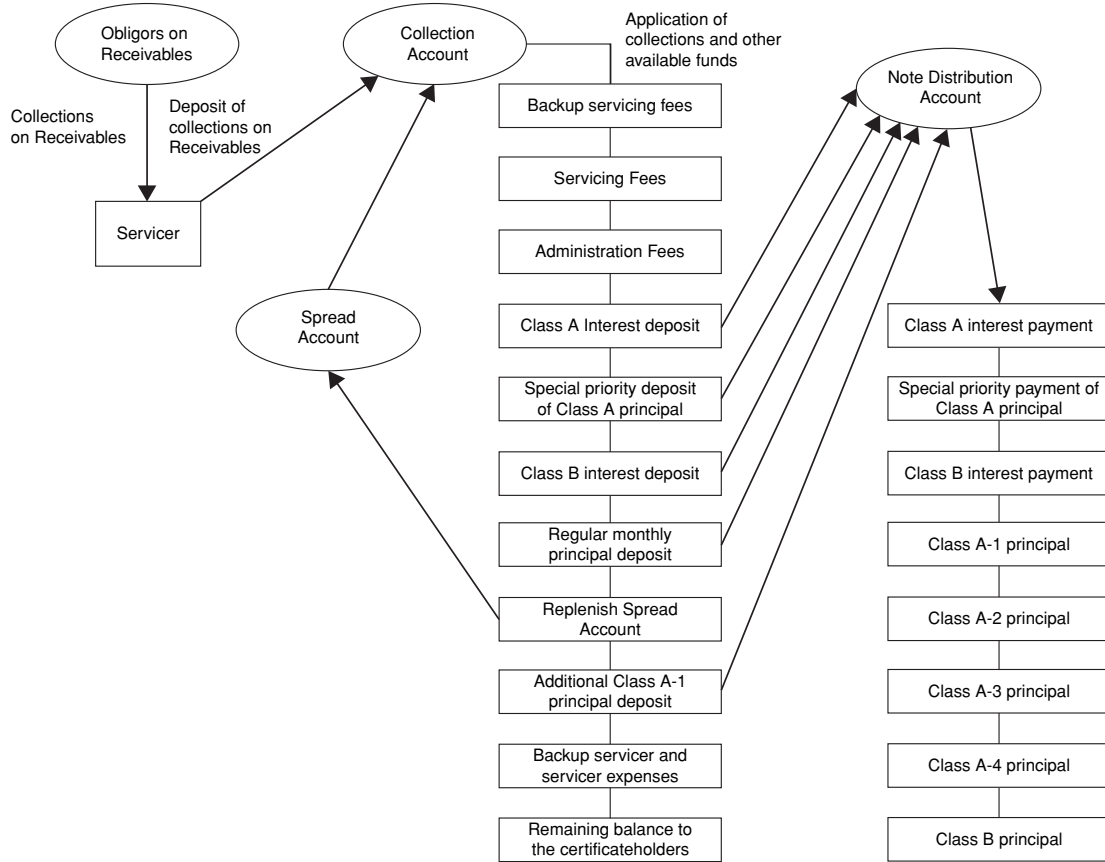 Obligors on
Receivables
Collections
on Receivables
Deposit of
collections on
Receivables
Servicer
Collection
Account
Spread
Account
Application of
collections and other
available funds
Backup servicing fees
Servicing Fees
Administration Fees
Class A Interest deposit
Special priority deposit
of Class A principal
Class B interest deposit
Regular monthly
principal deposit
Replenish Spread
Account
Additional Class A-1
principal deposit
Backup servicer and
servicer expenses
Remaining balance to
the certificateholders
Note Distribution
Account
Class A interest payment
Special priority payment of
Class A principal
Class B interest payment
Class A-1 principal
Class A-2 principal
Class A-3 principal
Class A-4 principal
Class B principal